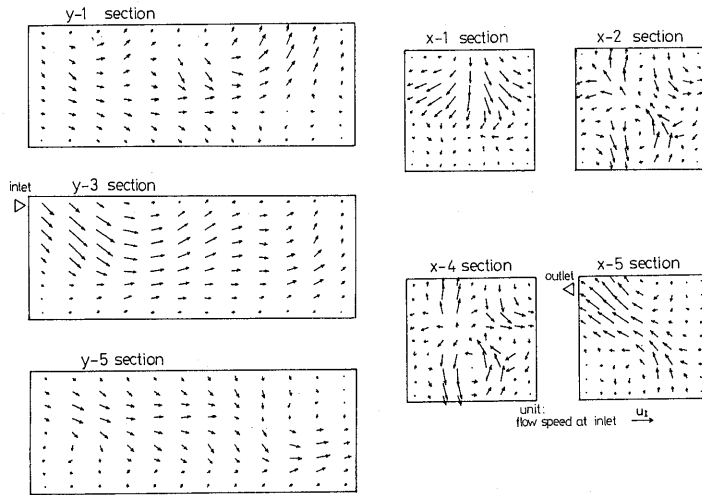 y-1 section
x-1 section
x-2 section
inlet
y-3 section
x-4 section
outlet
x-5 section
y-5 section
unit:
flow speed at inlet
u_I